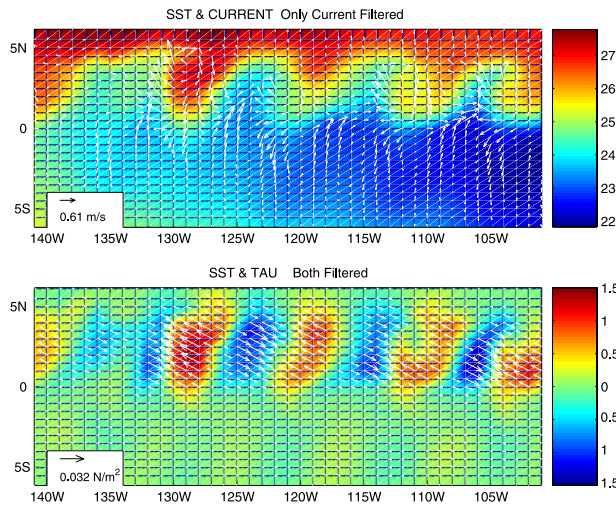 SST & CURRENT Only Current Filtered
5N
0
5S
0.61 m/s
140W 135W 130W 125W 120W 115W 110W 105W
27
26
25
24
23
22
SST & TAU Both Filtered
5N
0
5S
0.032 N/m²
140W 135W 130W 125W 120W 115W 110W 105W
1.5
1
0.5
0
0.5
1
1.5